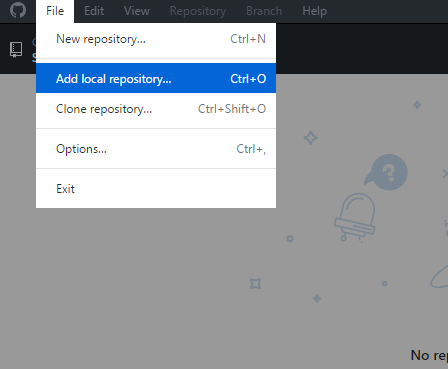 File Edit View Repository Branch Help
New repository... Ctrl+N
Add local repository... Ctrl+O
Clone repository... Ctrl+Shift+O
Options... Ctrl+,
Exit
?
No